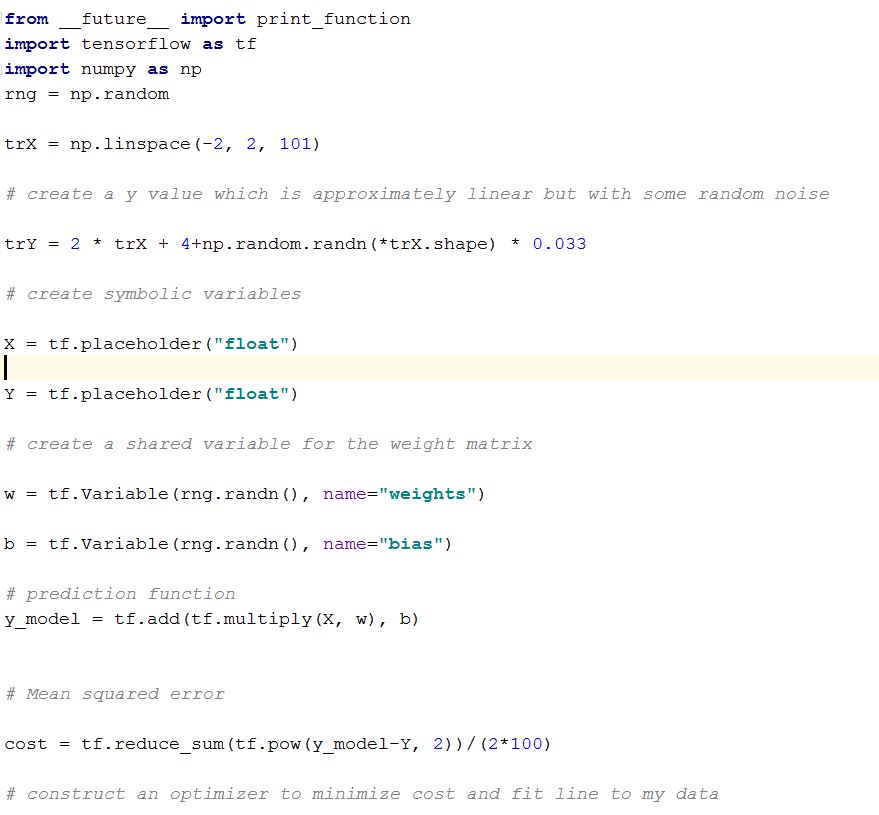 from __future__ import print_function
import tensorflow as tf
import numpy as np
rng = np.random
trX = np.linspace(-2, 2, 101)
# create a y value which is approximately linear but with some random noise
trY = 2 * trX + 4+np.random.randn(*trX.shape) * 0.033
# create symbolic variables
X = tf.placeholder("float")
Y = tf.placeholder("float")
# create a shared variable for the weight matrix
w = tf.Variable(rng.randn(), name="weights")
b = tf.Variable(rng.randn(), name="bias")
# prediction function
y_model = tf.add(tf.multiply(X, w), b)
# Mean squared error
cost = tf.reduce_sum(tf.pow(y_model-Y, 2))/(2*100)
# construct an optimizer to minimize cost and fit line to my data